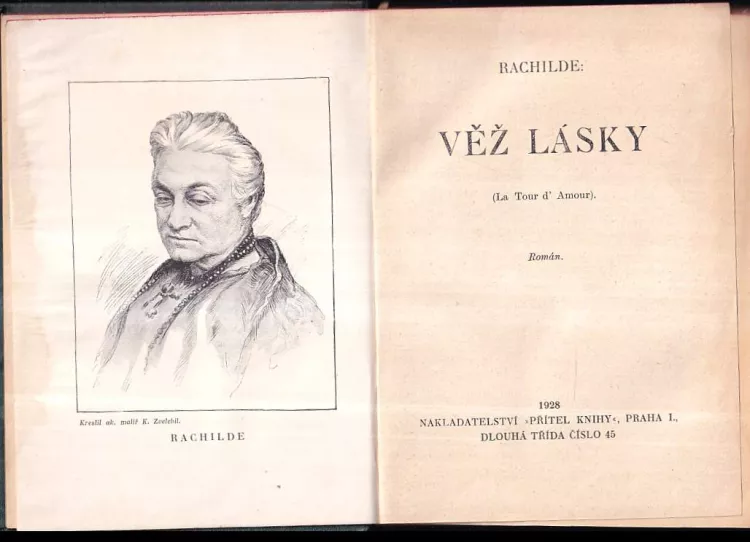 Kreslil ak. malíř K. Zvelebil.
RACHILDE
RACHILDE:
VĚŽ LÁSKY
(La Tour d' Amour).
Román.
1928
NAKLADATELSTVÍ »PŘÍTEL KNIHY«, PRAHA I.,
DLOUHÁ TŘÍDA ČÍSLO 45